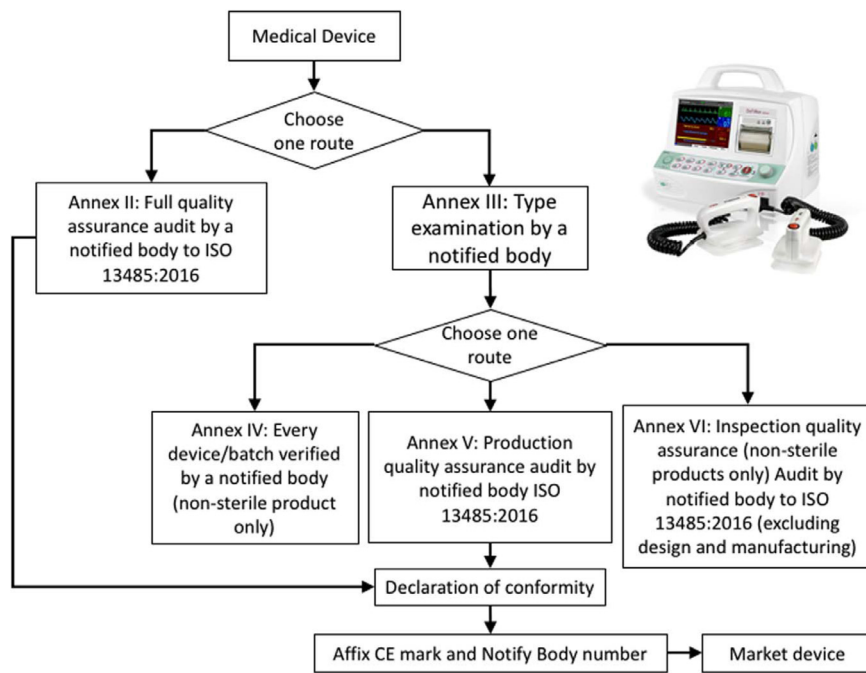 Medical Device
Choose
one route
Annex II: Full quality
assurance audit by a
notified body to ISO
13485:2016
Annex III: Type
examination by a
notified body
Choose one
route
Annex IV: Every
device/batch verified
by a notified body
(non-sterile product
only)
Annex V: Production
quality assurance audit by
notified body ISO
13485:2016
Annex VI: Inspection quality
assurance (non-sterile
products only) Audit by
notified body to ISO
13485:2016 (excluding
design and manufacturing)
Declaration of conformity
Affix CE mark and Notify Body number
Market device